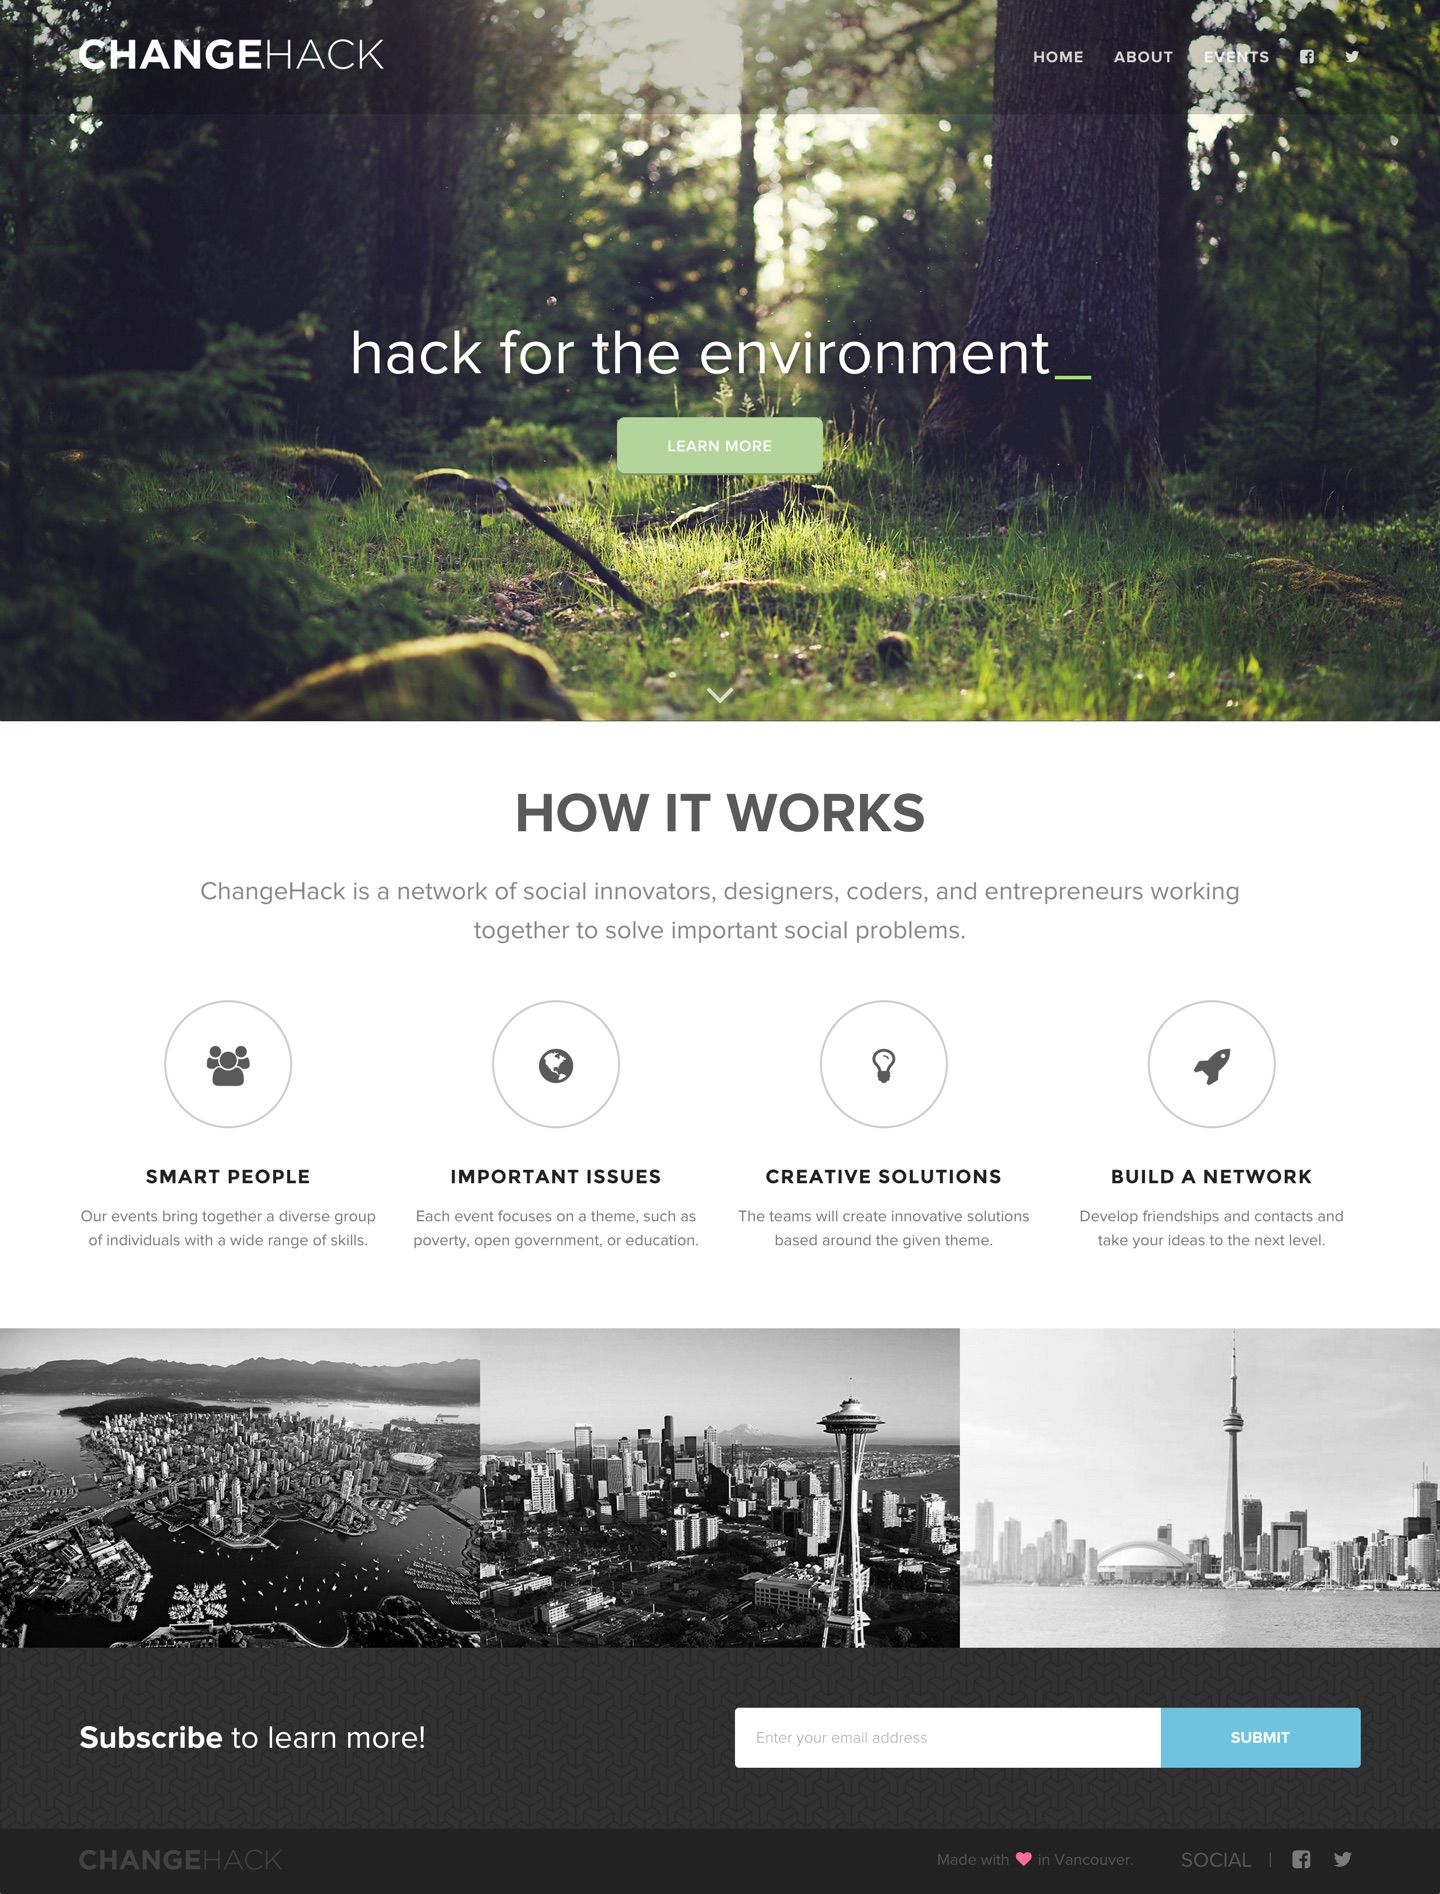 CHANGEHACK
HOME ABOUT EVENTS
hack for the environment_
LEARN MORE
HOW IT WORKS
ChangeHack is a network of social innovators, designers, coders, and entrepreneurs working
together to solve important social problems.
SMART PEOPLE
Our events bring together a diverse group
of individuals with a wide range of skills.
IMPORTANT ISSUES
Each event focuses on a theme, such as
poverty, open government, or education.
CREATIVE SOLUTIONS
The teams will create innovative solutions
based around the given theme.
BUILD A NETWORK
Develop friendships and contacts and
take your ideas to the next level.
Subscribe to learn more!
Enter your email address
SUBMIT
CHANGEHACK
Made with ♥ in Vancouver.
SOCIAL |